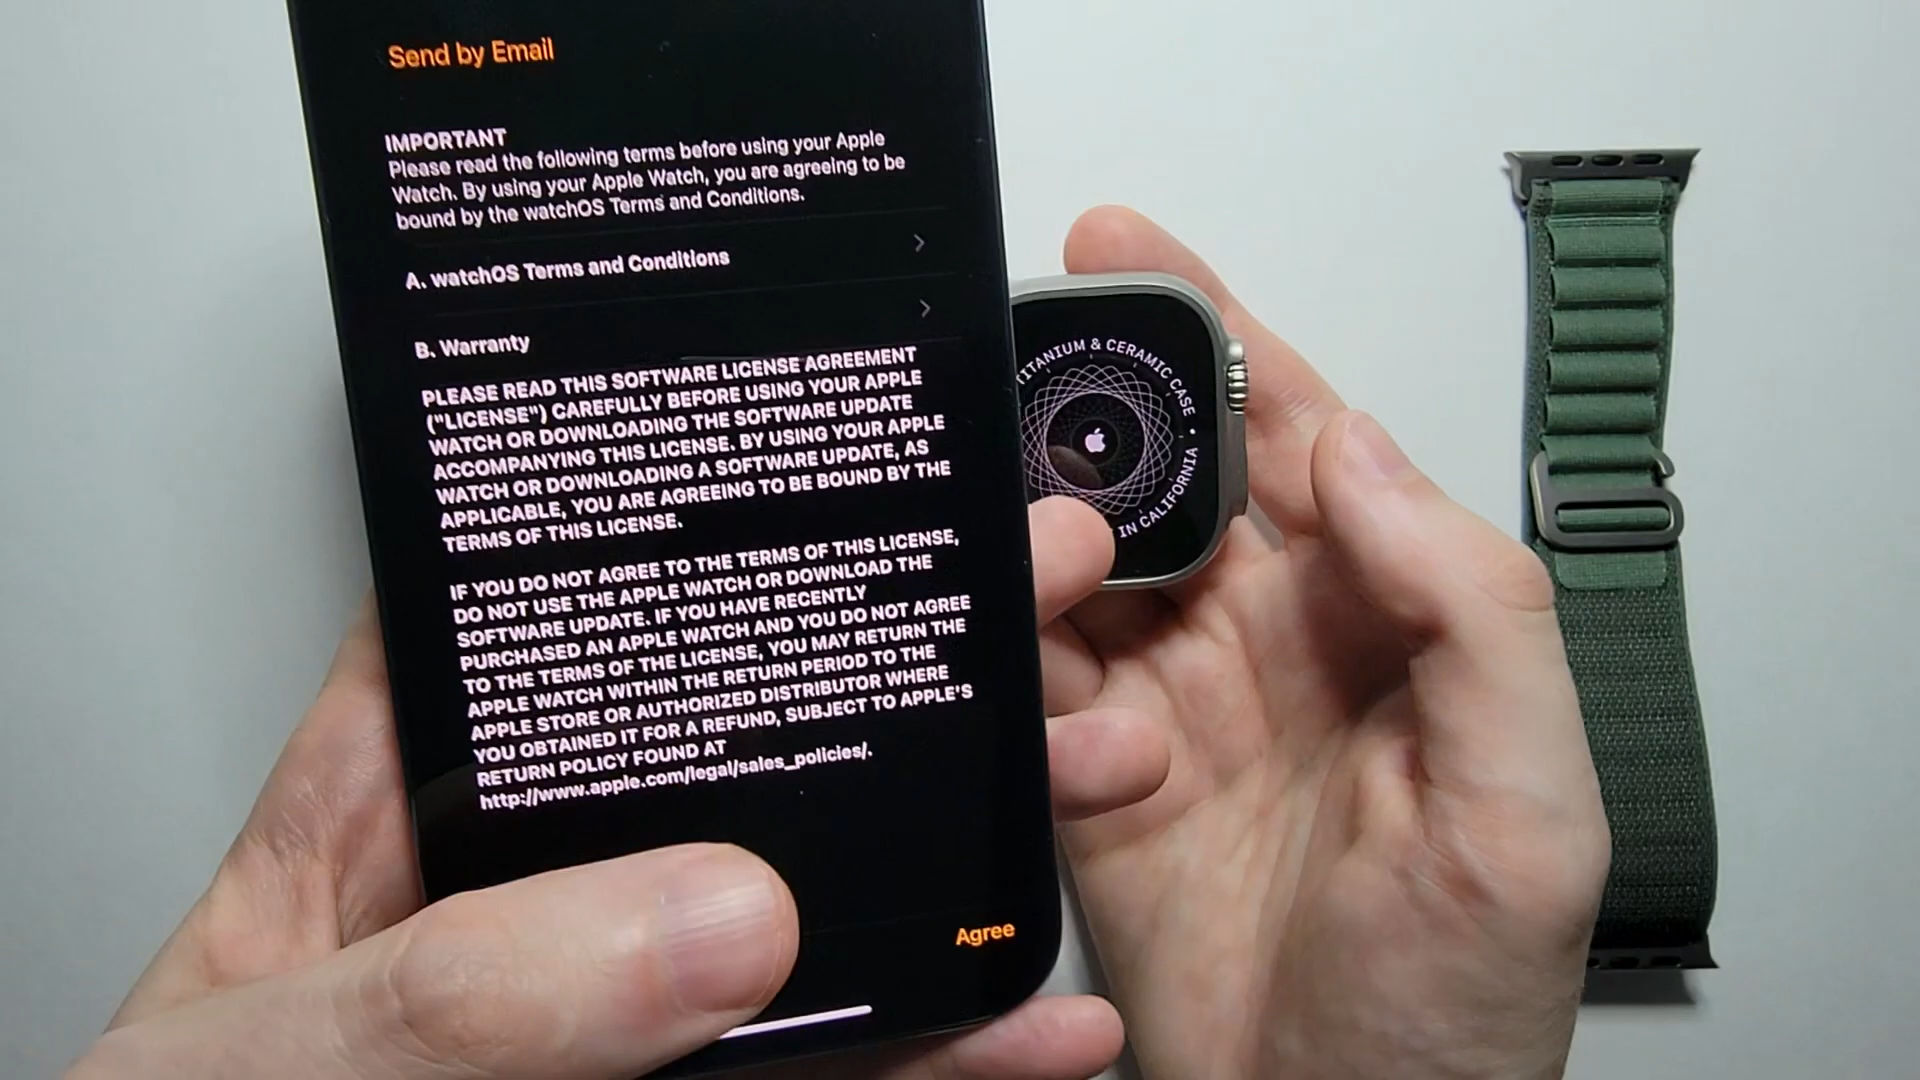 Send by Email
IMPORTANT
Please read the following terms before using your Apple
Watch. By using your Apple Watch, you are agreeing to be
bound by the watchOS Terms and Conditions.
A. watchOS Terms and Conditions
B. Warranty
PLEASE READ THIS SOFTWARE LICENSE AGREEMENT
("LICENSE") CAREFULLY BEFORE USING YOUR APPLE
WATCH OR DOWNLOADING THE SOFTWARE UPDATE
ACCOMPANYING THIS LICENSE. BY USING YOUR APPLE
WATCH OR DOWNLOADING A SOFTWARE UPDATE, AS
APPLICABLE, YOU ARE AGREEING TO BE BOUND BY THE
TERMS OF THIS LICENSE.
IF YOU DO NOT AGREE TO THE TERMS OF THIS LICENSE,
DO NOT USE THE APPLE WATCH OR DOWNLOAD THE
SOFTWARE UPDATE. IF YOU HAVE RECENTLY
PURCHASED AN APPLE WATCH AND YOU DO NOT AGREE
TO THE TERMS OF THE LICENSE, YOU MAY RETURN THE
APPLE WATCH WITHIN THE RETURN PERIOD TO THE
APPLE STORE OR AUTHORIZED DISTRIBUTOR WHERE
YOU OBTAINED IT FOR A REFUND, SUBJECT TO APPLE'S
RETURN POLICY FOUND AT
http://www.apple.com/legal/sales_policies/.
Agree
TITANIUM & CERAMIC CASE •
IN CALIFORNIA